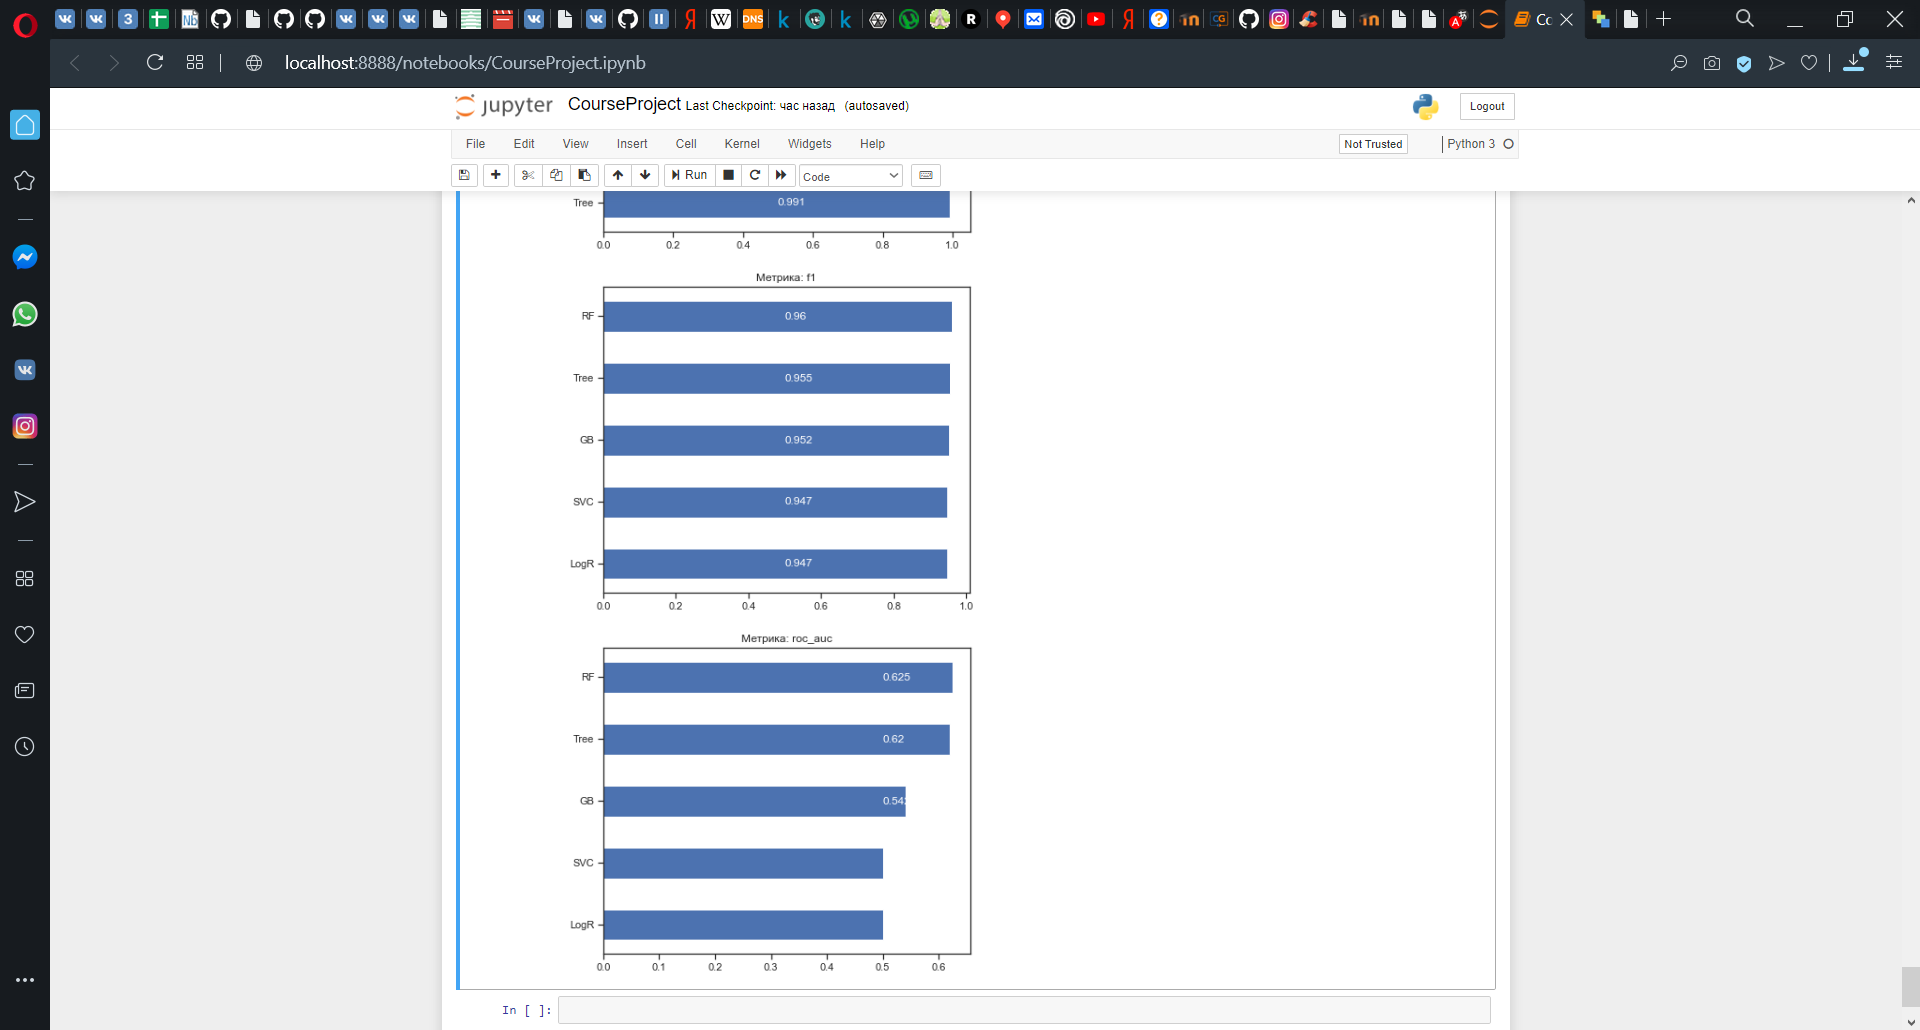 Co
localhost:8888/notebooks/CourseProject.ipynb
jupyter CourseProject Last Checkpoint: час назад (autosaved)
Logout
File Edit View Insert Cell Kernel Widgets Help
Not Trusted
Python 3
Run
Code
Tree 0.991
0.0 0.2 0.4 0.6 0.8 1.0
Метрика: f1
RF 0.96
Tree 0.955
GB 0.952
SVC 0.947
LogR 0.947
0.0 0.2 0.4 0.6 0.8 1.0
Метрика: roc_auc
RF 0.625
Tree 0.62
GB 0.54
SVC
LogR
0.0 0.1 0.2 0.3 0.4 0.5 0.6
In [ ]: